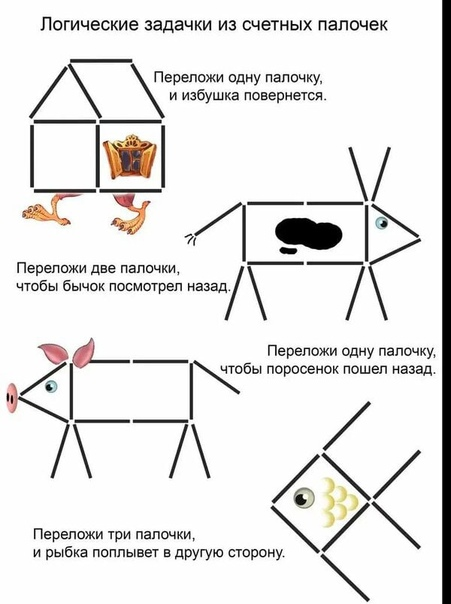 Логические задачки из счетных палочек
Переложи одну палочку,
и избушка повернется.
Переложи две палочки,
чтобы бычок посмотрел назад.
Переложи одну палочку,
чтобы поросенок пошел назад.
Переложи три палочки,
и рыбка поплывет в другую сторону.